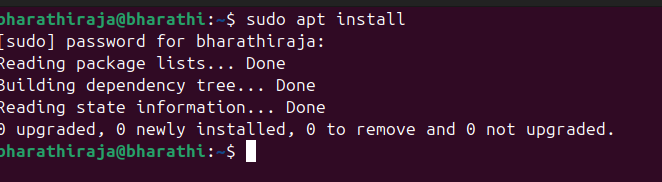 bharathiraja@bharathi:~$ sudo apt install
[sudo] password for bharathiraja:
Reading package lists... Done
Building dependency tree... Done
Reading state information... Done
0 upgraded, 0 newly installed, 0 to remove and 0 not upgraded.
bharathiraja@bharathi:~$